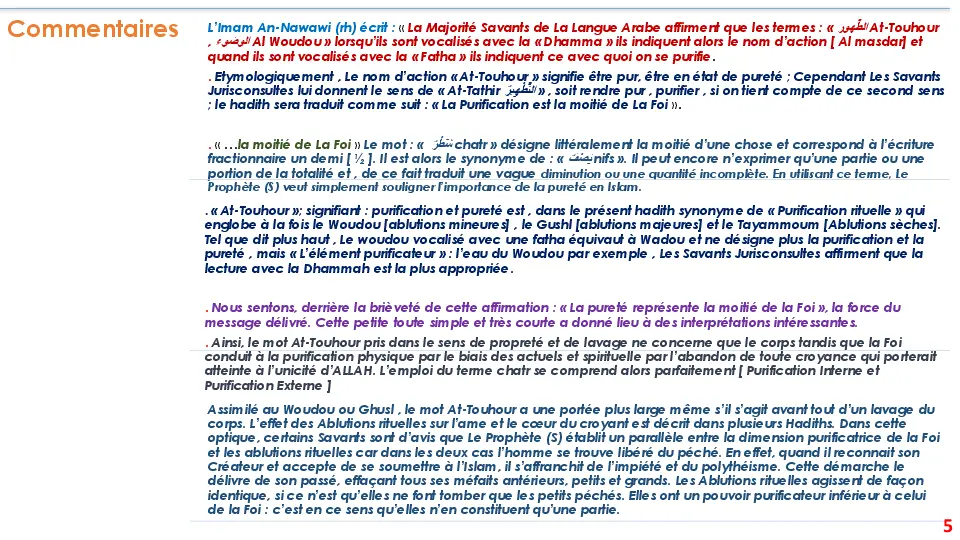 Commentaires
L’Imam An-Nawawi (rh) écrit : « La Majorité Savants de La Langue Arabe affirment que les termes : « الطُّهور At-Touhour
, الوضوء Al Woudou » lorsqu’ils sont vocalisés avec la « Dhamma » ils indiquent alors le nom d’action [ Al masdar] et
quand ils sont vocalisés avec la « Fatha » ils indiquent ce avec quoi on se purifie.
. Etymologiquement , Le nom d’action « At-Touhour » signifie être pur, être en état de pureté ; Cependant Les Savants
Jurisconsultes lui donnent le sens de « At-Tathir التَّطْهِيرُ » , soit rendre pur , purifier , si on tient compte de ce second sens
; le hadith sera traduit comme suit : « La Purification est la moitié de La Foi ».
. « …la moitié de La Foi » Le mot : « شَطْرُ chatr » désigne littéralement la moitié d’une chose et correspond à l’écriture
fractionnaire un demi [ ½ ]. Il est alors le synonyme de : « نِصْف nifs ». Il peut encore n’exprimer qu’une partie ou une
portion de la totalité et , de ce fait traduit une vague diminution ou une quantité incomplète. En utilisant ce terme, Le
Prophète (S) veut simplement souligner l’importance de la pureté en Islam.
.« At-Touhour »; signifiant : purification et pureté est , dans le présent hadith synonyme de « Purification rituelle » qui
englobe à la fois le Woudou [ablutions mineures] , le Gushl [ablutions majeures] et le Tayammoum [Ablutions sèches].
Tel que dit plus haut , Le woudou vocalisé avec une fatha équivaut à Wadou et ne désigne plus la purification et la
pureté , mais « L’élément purificateur » : l’eau du Woudou par exemple , Les Savants Jurisconsultes affirment que la
lecture avec la Dhammah est la plus appropriée.
. Nous sentons, derrière la brièveté de cette affirmation : « La pureté représente la moitié de la Foi », la force du
message délivré. Cette petite toute simple et très courte a donné lieu à des interprétations intéressantes.
. Ainsi, le mot At-Touhour pris dans le sens de propreté et de lavage ne concerne que le corps tandis que la Foi
conduit à la purification physique par le biais des actuels et spirituelle par l’abandon de toute croyance qui porterait
atteinte à l’unicité d’ALLAH. L’emploi du terme chatr se comprend alors parfaitement [ Purification Interne et
Purification Externe ]
Assimilé au Woudou ou Ghusl , le mot At-Touhour a une portée plus large même s’il s’agit avant tout d’un lavage du
corps. L’effet des Ablutions rituelles sur l’ame et le cœur du croyant est décrit dans plusieurs Hadiths. Dans cette
optique, certains Savants sont d’avis que Le Prophète (S) établit un parallèle entre la dimension purificatrice de la Foi
et les ablutions rituelles car dans les deux cas l’homme se trouve libéré du péché. En effet, quand il reconnait son
Créateur et accepte de se soumettre à l’Islam, il s’affranchit de l’impiété et du polythéisme. Cette démarche le
délivre de son passé, effaçant tous ses méfaits antérieurs, petits et grands. Les Ablutions rituelles agissent de façon
identique, si ce n’est qu’elles ne font tomber que les petits péchés. Elles ont un pouvoir purificateur inférieur à celui
de la Foi : c’est en ce sens qu’elles n’en constituent qu’une partie.
5